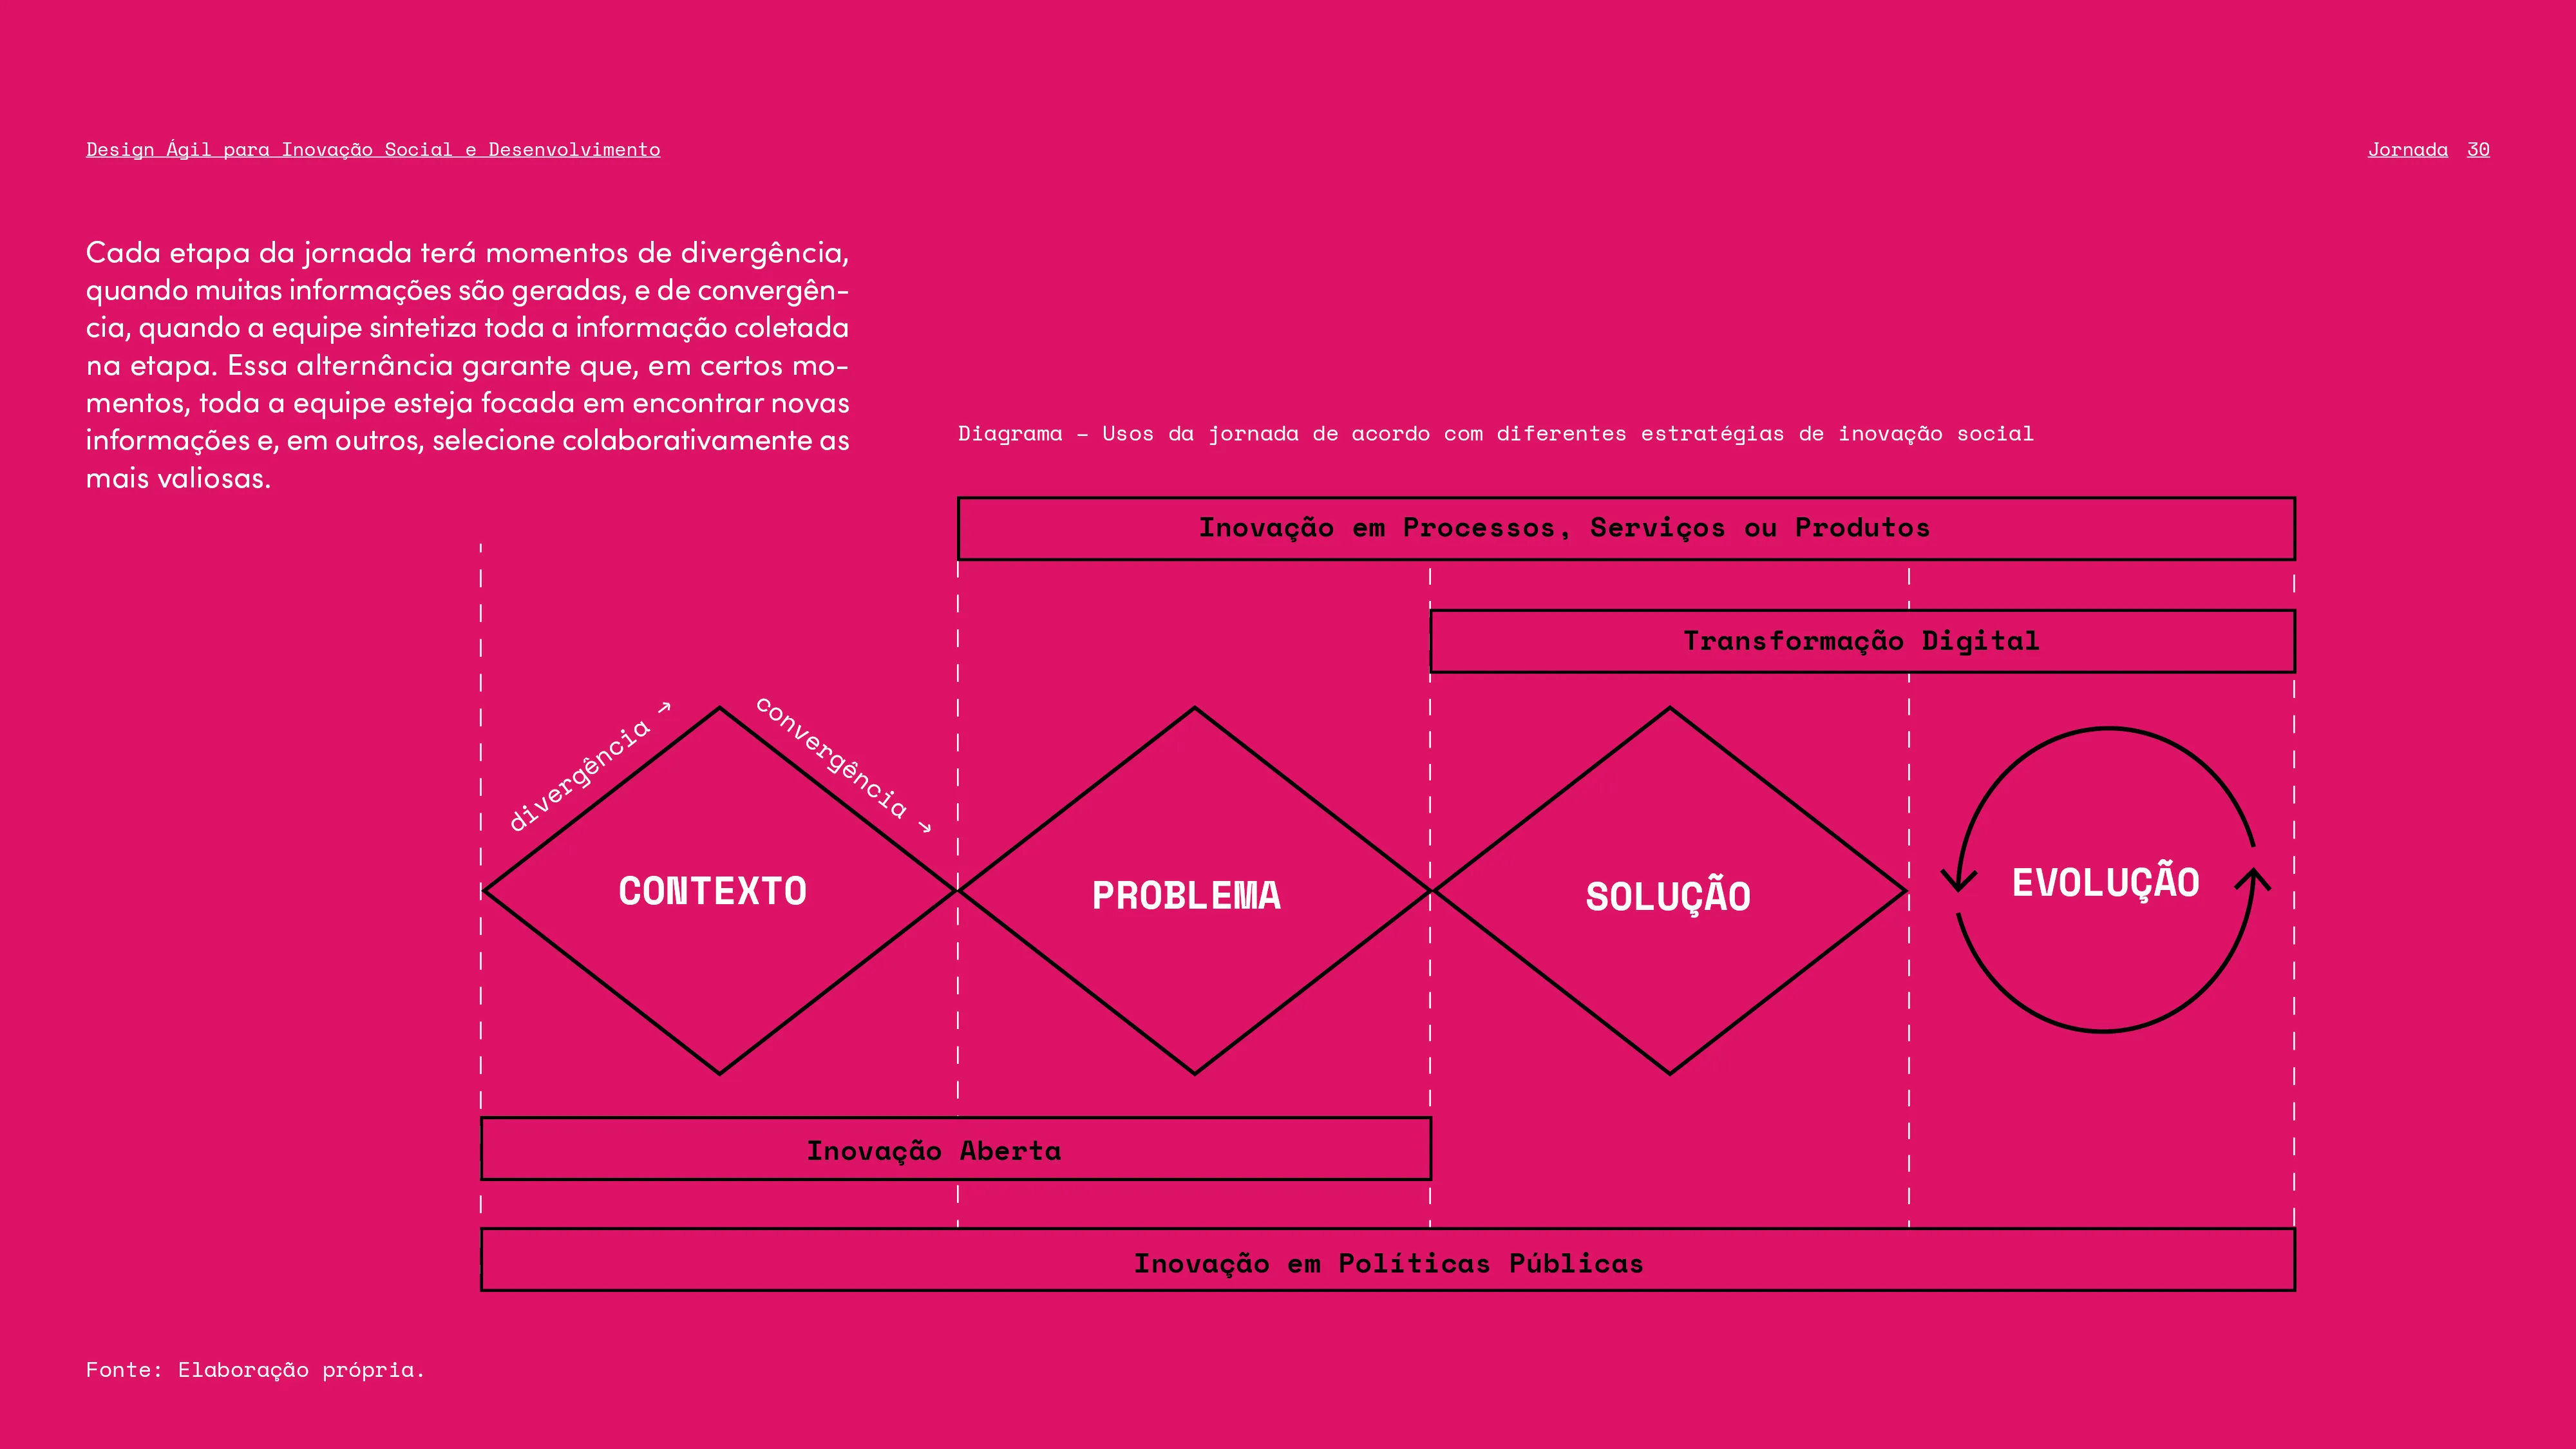 Design Ágil para Inovação Social e Desenvolvimento
Jornada 30
Cada etapa da jornada terá momentos de divergência,
quando muitas informações são geradas, e de convergên-
cia, quando a equipe sintetiza toda a informação coletada
na etapa. Essa alternância garante que, em certos mo-
mentos, toda a equipe esteja focada em encontrar novas
informações e, em outros, selecione colaborativamente as
mais valiosas.
Diagrama – Usos da jornada de acordo com diferentes estratégias de inovação social
Inovação em Processos, Serviços ou Produtos
Transformação Digital
divergência →
convergência →
CONTEXTO
PROBLEMA
SOLUÇÃO
EVOLUÇÃO
Inovação Aberta
Inovação em Políticas Públicas
Fonte: Elaboração própria.